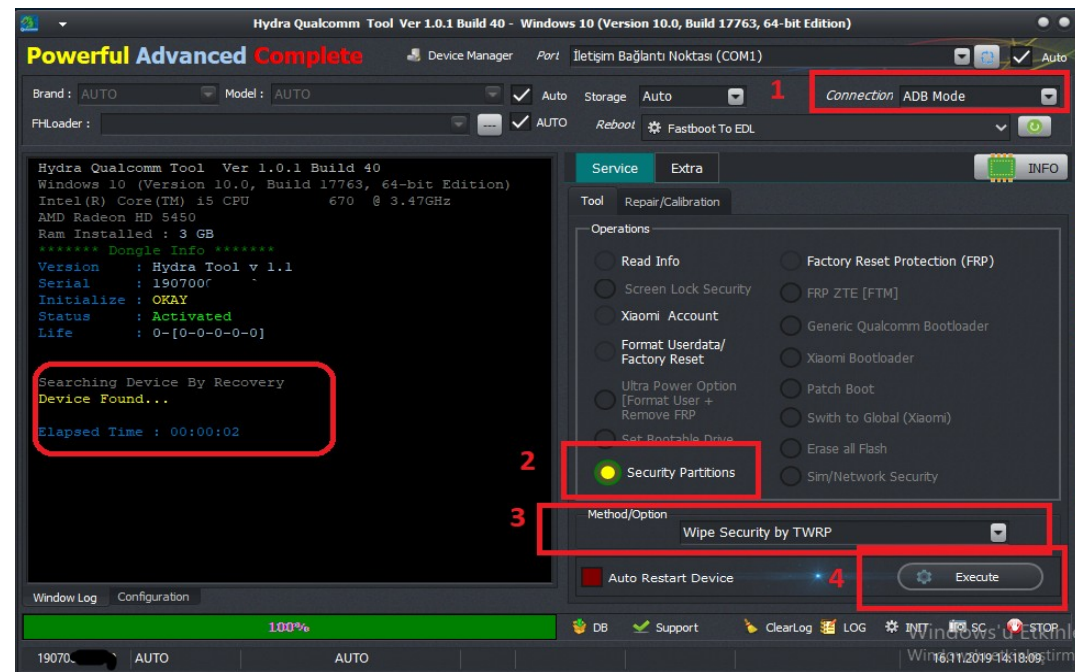 Hydra Qualcomm Tool Ver 1.0.1 Build 40 - Windows 10 (Version 10.0, Build 17763, 64-bit Edition)
Powerful Advanced Complete
Device Manager
Port İletişim Bağlantı Noktası (COM1)
Auto
Brand : AUTO
Model : AUTO
Auto
Storage Auto
1
Connection ADB Mode
FHLoader :
...
AUTO
Reboot Fastboot To EDL
Hydra Qualcomm Tool Ver 1.0.1 Build 40
Windows 10 (Version 10.0, Build 17763, 64-bit Edition)
Intel(R) Core(TM) i5 CPU 670 @ 3.47GHz
AMD Radeon HD 5450
Ram Installed : 3 GB
******* Dongle Info *******
Version : Hydra Tool v 1.1
Serial : 190700
Initialize : OKAY
Status : Activated
Life : 0-[0-0-0-0]
Searching Device By Recovery
Device Found...
Elapsed Time : 00:00:02
Window Log
Configuration
Service
Extra
INFO
Tool
Repair/Calibration
Operations
Read Info
Factory Reset Protection (FRP)
Screen Lock Security
FRP ZTE [FTM]
Xiaomi Account
Generic Qualcomm Bootloader
Format Userdata/
Factory Reset
Xiaomi Bootloader
Ultra Power Option
[Format User +
Remove FRP
Patch Boot
Swith to Global (Xiaomi)
Set Bootable Drive
Erase all Flash
2
Security Partitions
Sim/Network Security
3
Method/Option
Wipe Security by TWRP
Auto Restart Device
4
Execute
100%
DB
Support
ClearLog
LOG
INIT
SC
STOP
Windows'u Etkinle
19070
AUTO
AUTO
16.11.2019 14:18:09